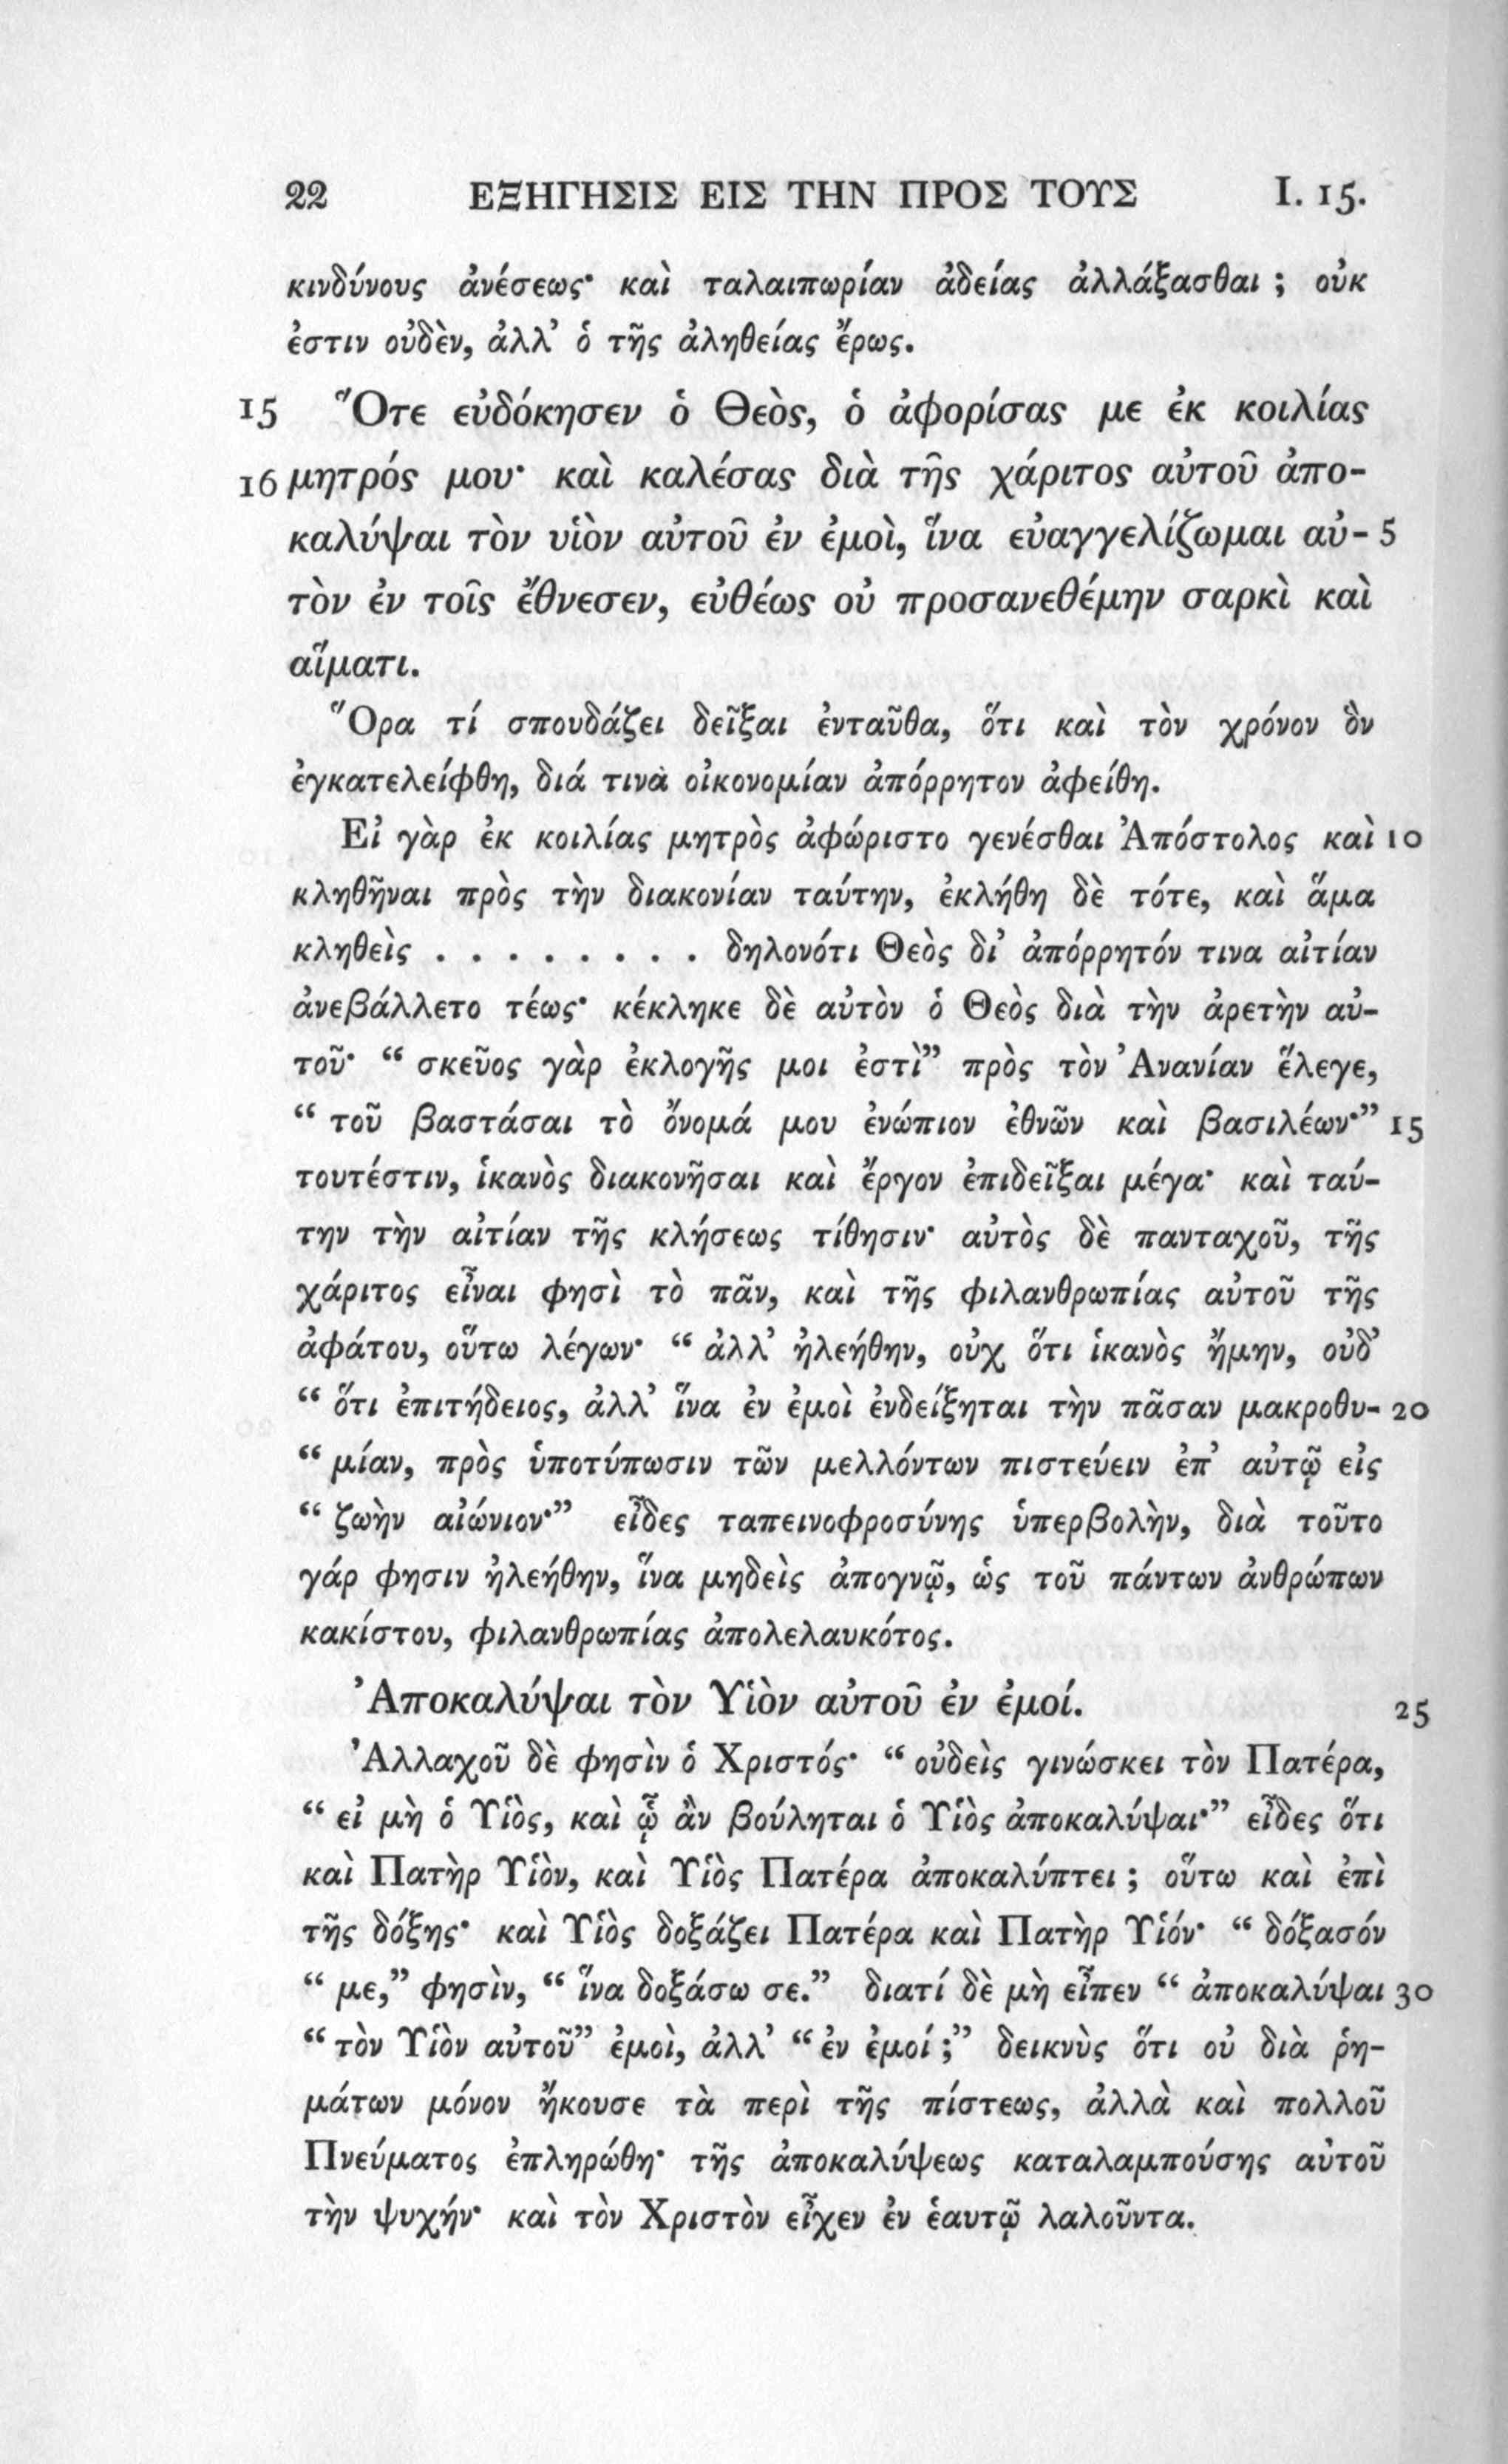 22 ΕΞΗΓΗΣΙΣ ΕΙΣ ΤΗΝ ΠΡΟΣ ΤΟΥΣ I. 15.
κινδύνους ἀνέσεως· καὶ ταλαιπωρίαν ἀδείας ἀλλάξασθαι ; οὐκ
ἐστιν οὐδὲν, ἀλλ᾽ ὁ τῆς ἀληθείας ἔρως.
15 Ὅτε εὐδόκησεν ὁ Θεὸς, ὁ ἀφορίσας με ἐκ κοιλίας
16 μητρός μου· καὶ καλέσας διὰ τῆς χάριτος αὐτοῦ ἀπο-
καλύψαι τὸν υἱὸν αὐτοῦ ἐν ἐμοὶ, ἵνα εὐαγγελίζωμαι αὐ- 5
τὸν ἐν τοῖς ἔθνεσεν, εὐθέως οὐ προσανεθέμην σαρκὶ καὶ
αἵματι.
Ὅρα τί σπουδάζει δεῖξαι ἐνταῦθα, ὅτι καὶ τὸν χρόνον ὃν
ἐγκατελείφθη, διά τινὰ οἰκονομίαν ἀπόρρητον ἀφείθη.
Εἰ γὰρ ἐκ κοιλίας μητρὸς ἀφώριστο γενέσθαι Ἀπόστολος καὶ 10
κληθῆναι πρὸς τὴν διακονίαν ταύτην, ἐκλήθη δὲ τότε, καὶ ἅμα
κληθεὶς . . . . . . . . δηλονότι Θεὸς δι᾽ ἀπόρρητόν τινα αἰτίαν
ἀνεβάλλετο τέως· κέκληκε δὲ αὐτὸν ὁ Θεὸς διὰ τὴν ἀρετὴν αὐ-
τοῦ· “ σκεῦος γὰρ ἐκλογῆς μοι ἐστὶ” πρὸς τὸν Ἀνανίαν ἔλεγε,
“ τοῦ βαστάσαι τὸ ὄνομά μου ἐνώπιον ἐθνῶν καὶ βασιλέων·” 15
τουτέστιν, ἱκανὸς διακονῆσαι καὶ ἔργον ἐπιδεῖξαι μέγα· καὶ ταύ-
την τὴν αἰτίαν τῆς κλήσεως τίθησιν· αὐτὸς δὲ πανταχοῦ, τῆς
χάριτος εἶναι φησὶ τὸ πᾶν, καὶ τῆς φιλανθρωπίας αὐτοῦ τῆς
ἀφάτου, οὕτω λέγων· “ ἀλλ᾽ ἠλεήθην, οὐχ ὅτι ἱκανὸς ἤμην, οὐδ᾽
“ ὅτι ἐπιτήδειος, ἀλλ᾽ ἵνα ἐν ἐμοὶ ἐνδείξηται τὴν πᾶσαν μακροθυ- 20
“ μίαν, πρὸς ὑποτύπωσιν τῶν μελλόντων πιστεύειν ἐπ᾽ αὐτῷ εἰς
“ ζωὴν αἰώνιον·” εἶδες ταπεινοφροσύνης ὑπερβολὴν, διὰ τοῦτο
γάρ φησιν ἠλεήθην, ἵνα μηδεὶς ἀπογνῷ, ὡς τοῦ πάντων ἀνθρώπων
κακίστου, φιλανθρωπίας ἀπολελαυκότος.
Ἀποκαλύψαι τὸν Υἱὸν αὐτοῦ ἐν ἐμοί. 25
Ἀλλαχοῦ δὲ φησὶν ὁ Χριστός· “ οὐδεὶς γινώσκει τὸν Πατέρα,
“ εἰ μὴ ὁ Υἱὸς, καὶ ᾧ ἂν βούληται ὁ Υἱὸς ἀποκαλύψαι·” εἶδες ὅτι
καὶ Πατὴρ Υἱὸν, καὶ Υἱὸς Πατέρα ἀποκαλύπτει ; οὕτω καὶ ἐπὶ
τῆς δόξης· καὶ Υἱὸς δοξάζει Πατέρα καὶ Πατὴρ Υἱόν· “ δόξασόν
“ με,” φησὶν, “ ἵνα δοξάσω σε.” διατί δὲ μὴ εἶπεν “ ἀποκαλύψαι 30
“ τὸν Υἱὸν αὐτοῦ” ἐμοὶ, ἀλλ᾽ “ ἐν ἐμοί ;” δεικνὺς ὅτι οὐ διὰ ῥη-
μάτων μόνον ἤκουσε τὰ περὶ τῆς πίστεως, ἀλλὰ καὶ πολλοῦ
Πνεύματος ἐπληρώθη· τῆς ἀποκαλύψεως καταλαμπούσης αὐτοῦ
τὴν ψυχήν· καὶ τὸν Χριστὸν εἶχεν ἐν ἑαυτῷ λαλοῦντα.